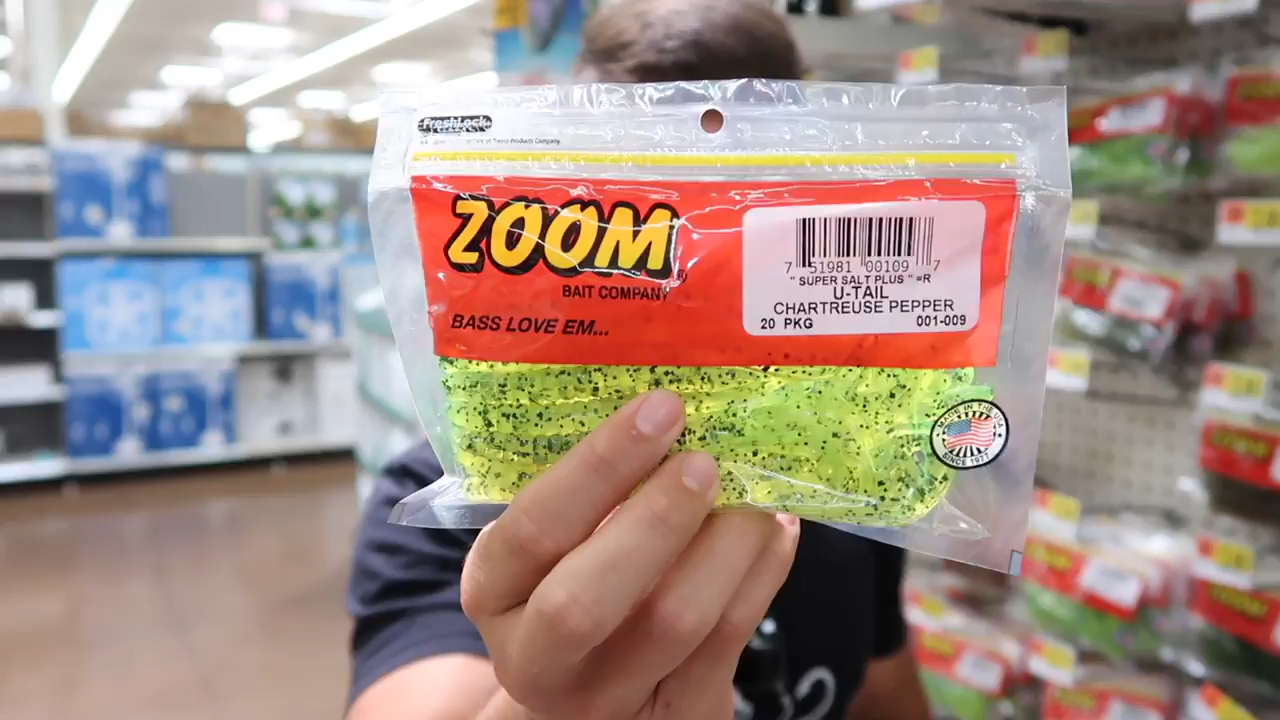 FreshLock
ZOOM®
BAIT COMPANY
BASS LOVE EM...
7 51981 00109 7
" SUPER SALT PLUS " =R
U-TAIL
CHARTREUSE PEPPER
20 PKG 001-009
MADE IN THE USA
SINCE 1977
ZOOM